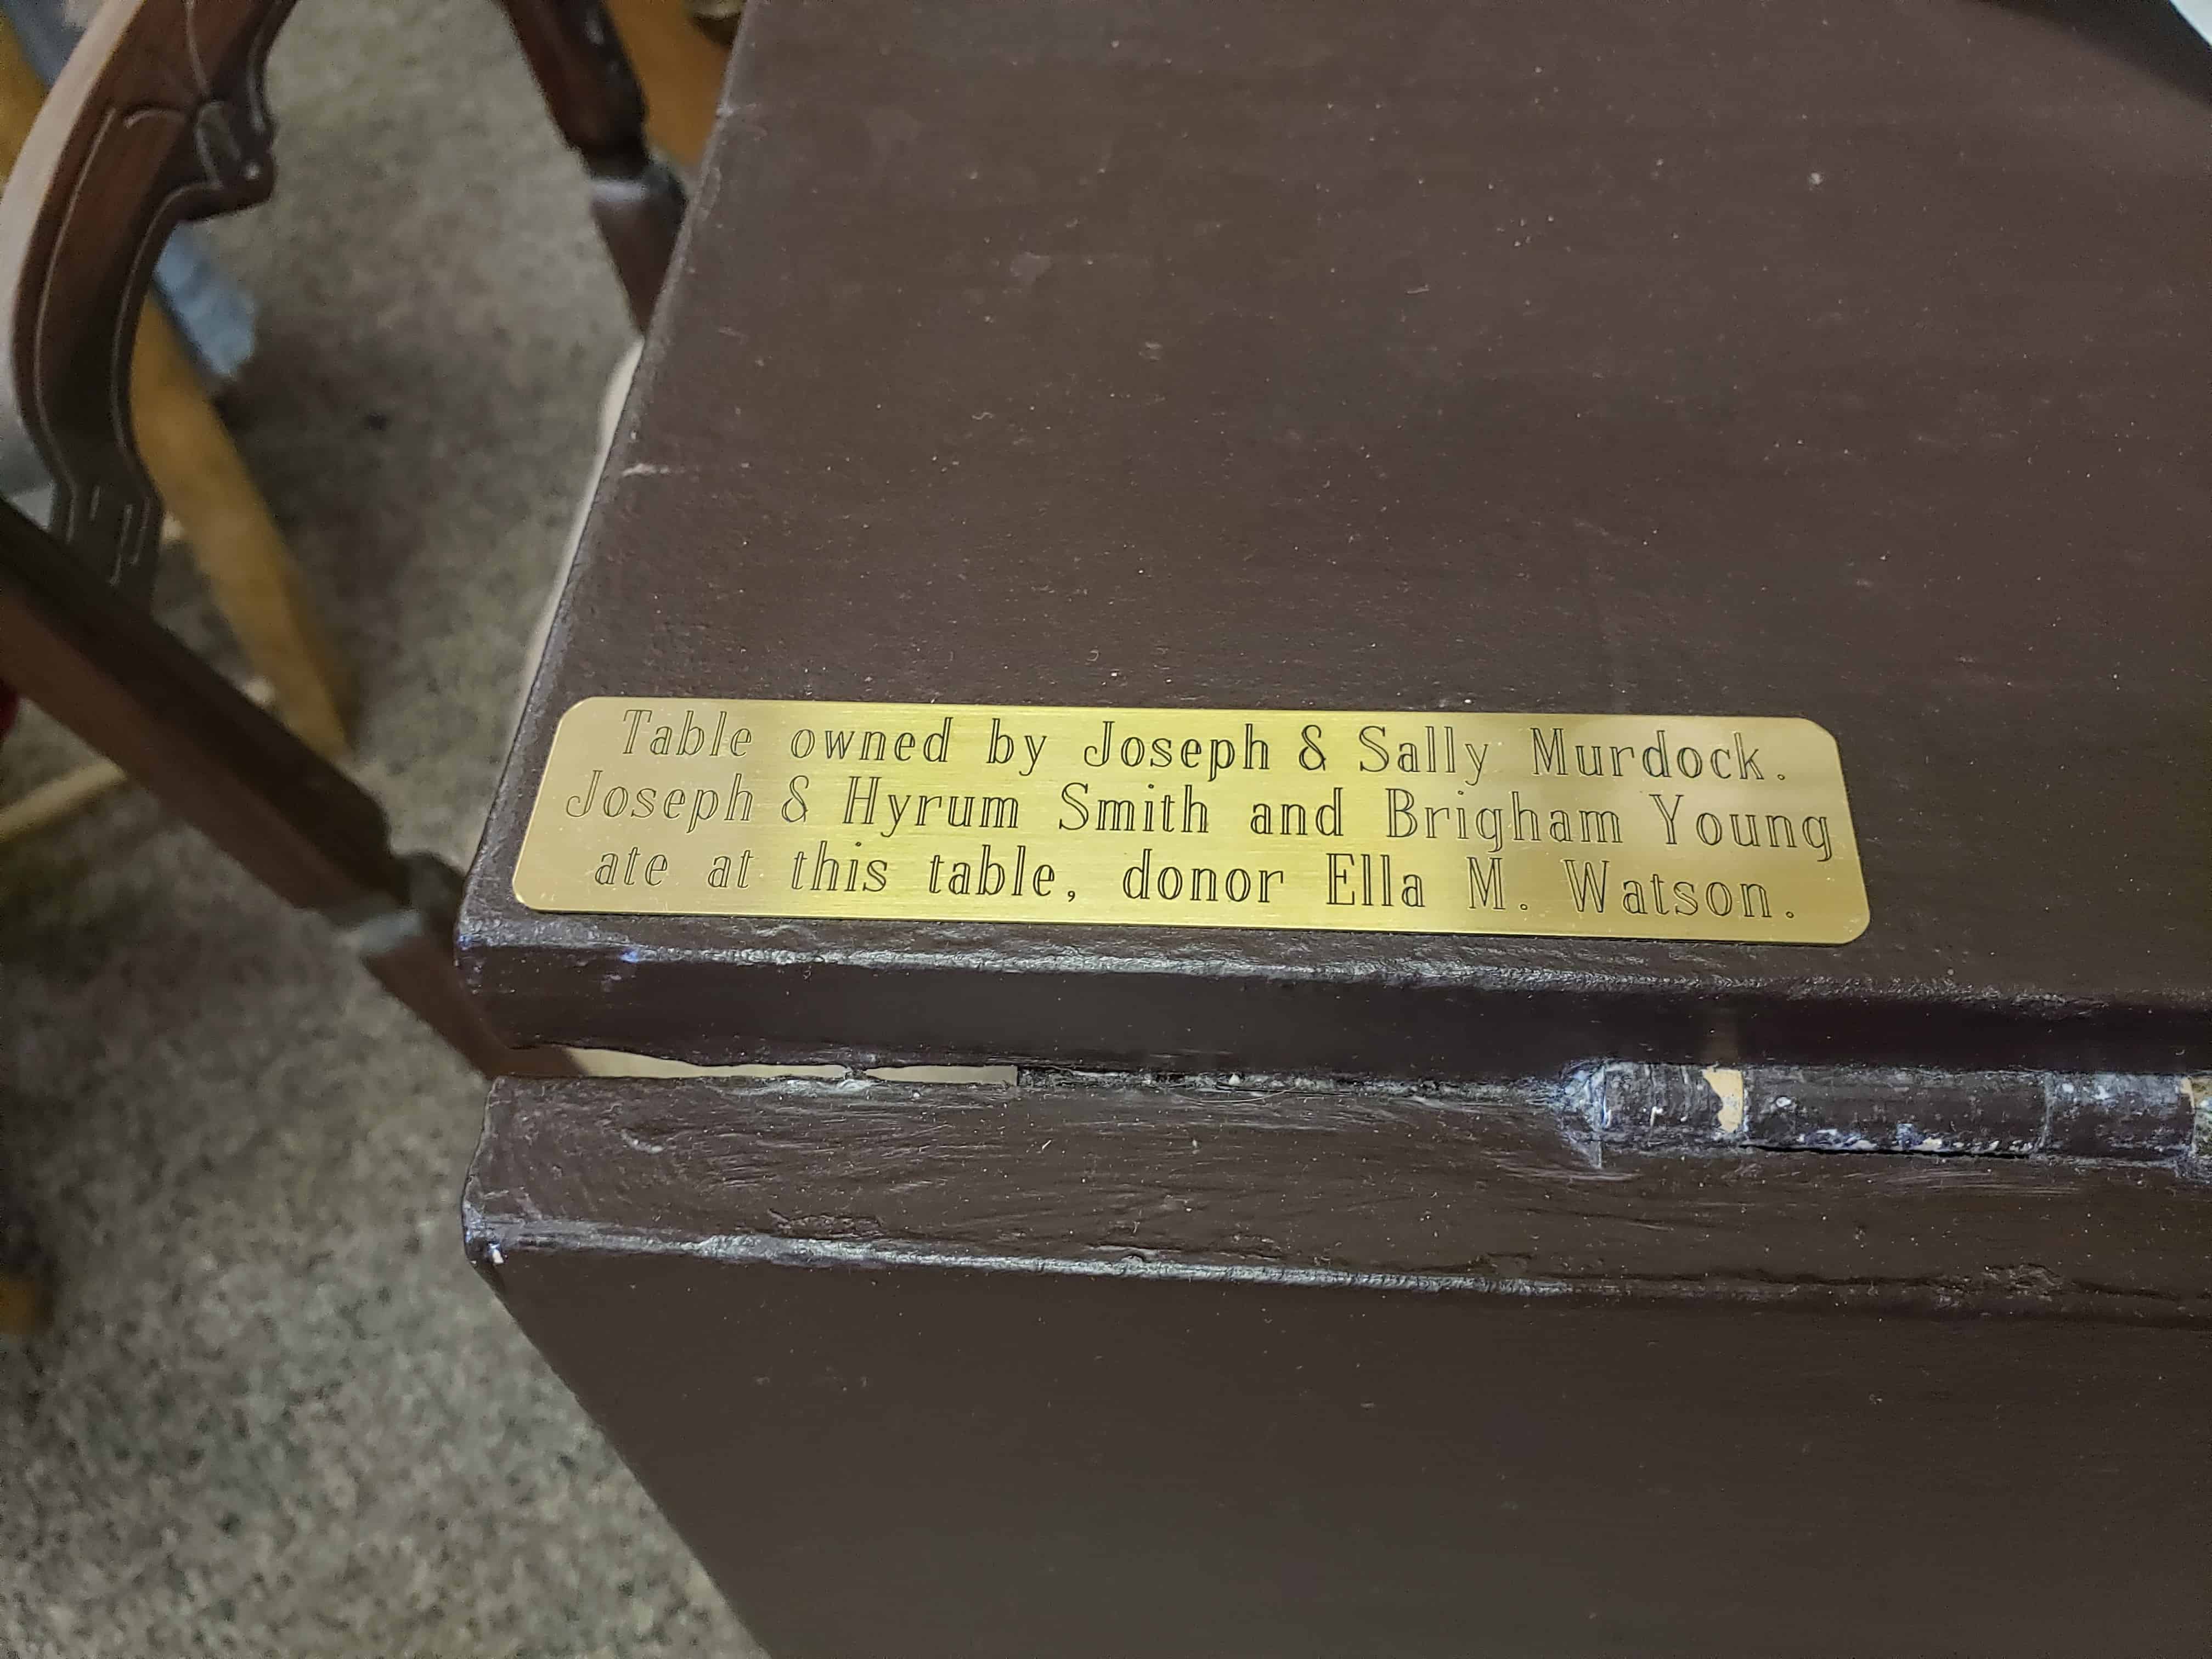 Table owned by Joseph & Sally Murdock.
Joseph & Hyrum Smith and Brigham Young
ate at this table, donor Ella M. Watson.